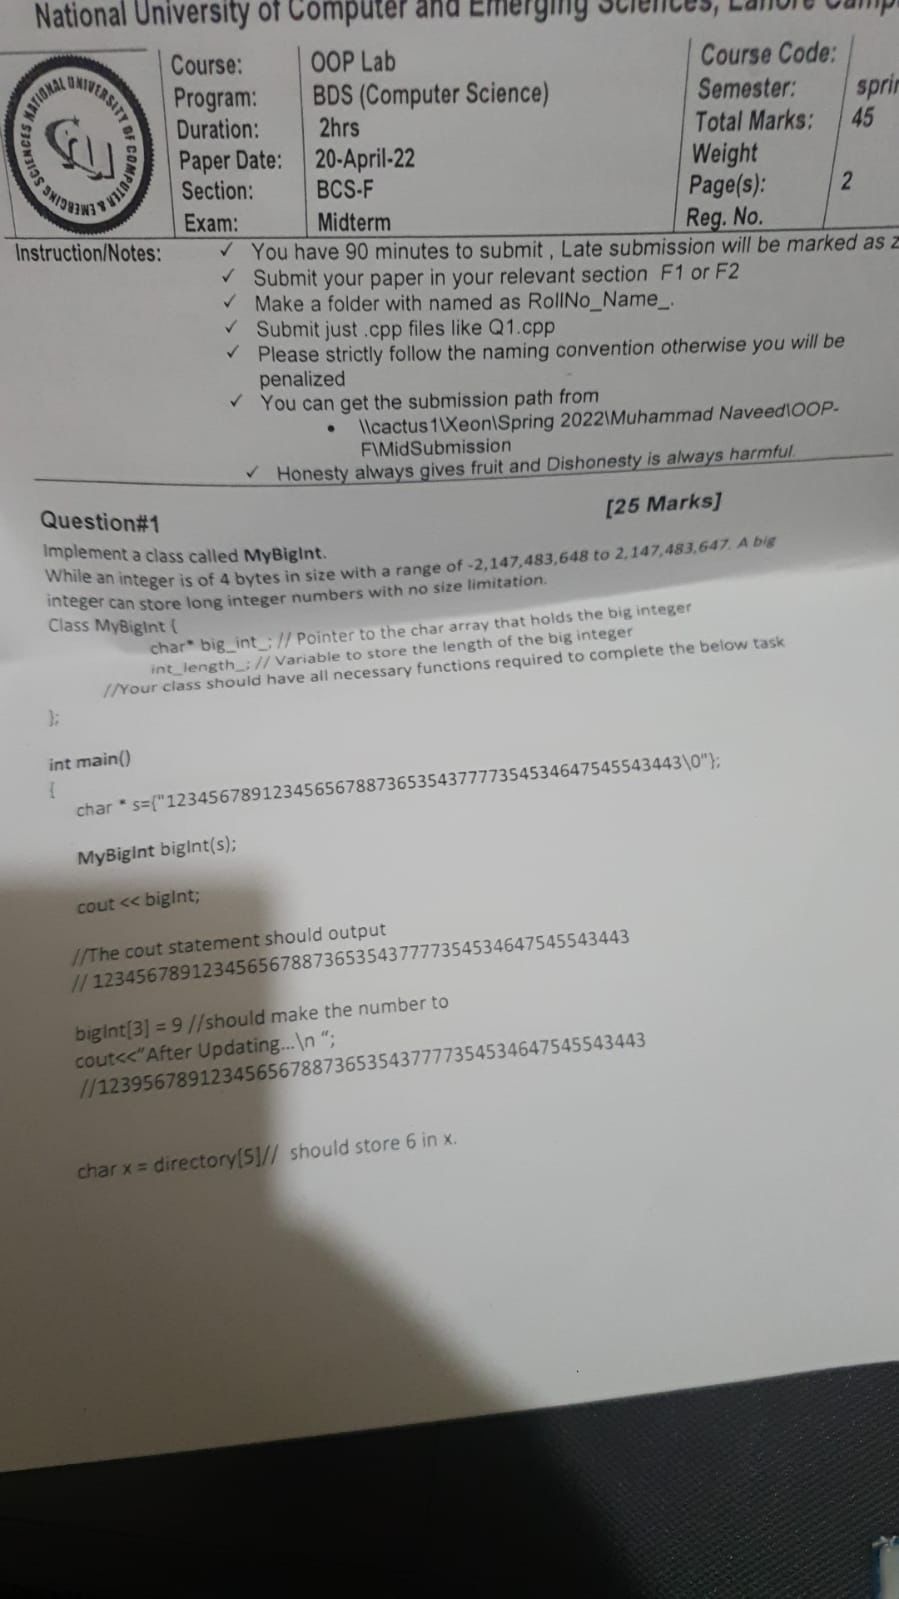 National University of Computer and Emerging Sciences, Lahore Camp
NATIONAL UNIVERSITY OF COMPUTER & EMERGING SCIENCES
Course: OOP Lab Course Code:
Program: BDS (Computer Science) Semester: sprin
Duration: 2hrs Total Marks: 45
Paper Date: 20-April-22 Weight
Section: BCS-F Page(s): 2
Exam: Midterm Reg. No.
Instruction/Notes: ✓ You have 90 minutes to submit , Late submission will be marked as z
✓ Submit your paper in your relevant section F1 or F2
✓ Make a folder with named as RollNo_Name_.
✓ Submit just .cpp files like Q1.cpp
✓ Please strictly follow the naming convention otherwise you will be
penalized
✓ You can get the submission path from
• \\cactus1\Xeon\Spring 2022\Muhammad Naveed\OOP-
F\MidSubmission
✓ Honesty always gives fruit and Dishonesty is always harmful.
Question#1 [25 Marks]
Implement a class called MyBigInt.
While an integer is of 4 bytes in size with a range of -2,147,483,648 to 2,147,483,647. A big
integer can store long integer numbers with no size limitation.
Class MyBigInt {
char* big_int_; // Pointer to the char array that holds the big integer
int_length_; // Variable to store the length of the big integer
//Your class should have all necessary functions required to complete the below task
};
int main()
{
char * s={"123456789123456567887365354377773545346475455434443\0"};
MyBigInt bigInt(s);
cout << bigInt;
//The cout statement should output
// 12345678912345656788736535437777354534647545543443
bigInt[3] = 9 //should make the number to
cout<<"After Updating...\n ";
//12395678912345656788736535437777354534647545543443
char x = directory[5]// should store 6 in x.